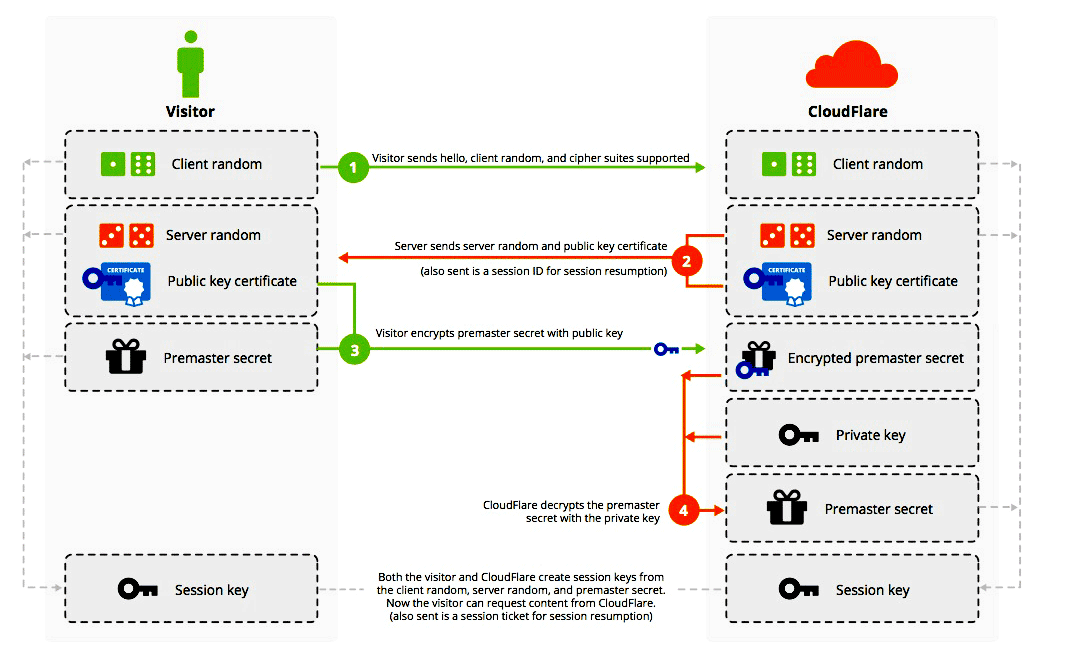 Visitor
CloudFlare
Client random
1
Visitor sends hello, client random, and cipher suites supported
Client random
Server random
Server sends server random and public key certificate
2
(also sent is a session ID for session resumption)
Server random
CERTIFICATE
Public key certificate
CERTIFICATE
Public key certificate
Visitor encrypts premaster secret with public key
3
Premaster secret
Encrypted premaster secret
Private key
CloudFlare decrypts the premaster
secret with the private key
4
Premaster secret
Session key
Both the visitor and CloudFlare create session keys from
the client random, server random, and premaster secret.
Now the visitor can request content from CloudFlare.
(also sent is a session ticket for session resumption)
Session key